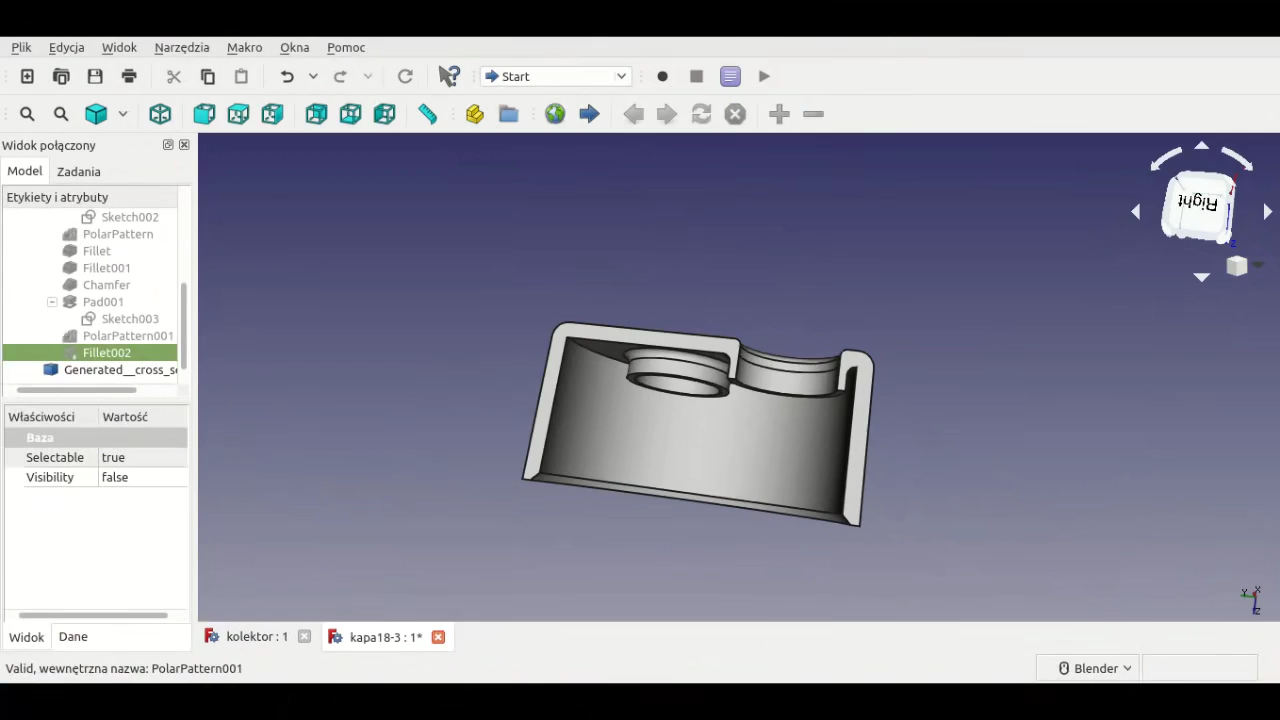 Plik Edycja Widok Narzędzia Makro Okna Pomoc
Start
Widok połączony
Model Zadania
Etykiety i atrybuty
Sketch002
PolarPattern
Fillet
Fillet001
Chamfer
Pad001
Sketch003
PolarPattern001
Fillet002
Generated__cross_se
Właściwości Wartość
Baza
Selectable true
Visibility false
Widok Dane
Right
X
Z
Y X
Z
kolektor : 1 kapa18-3 : 1*
Valid, wewnętrzna nazwa: PolarPattern001
Blender